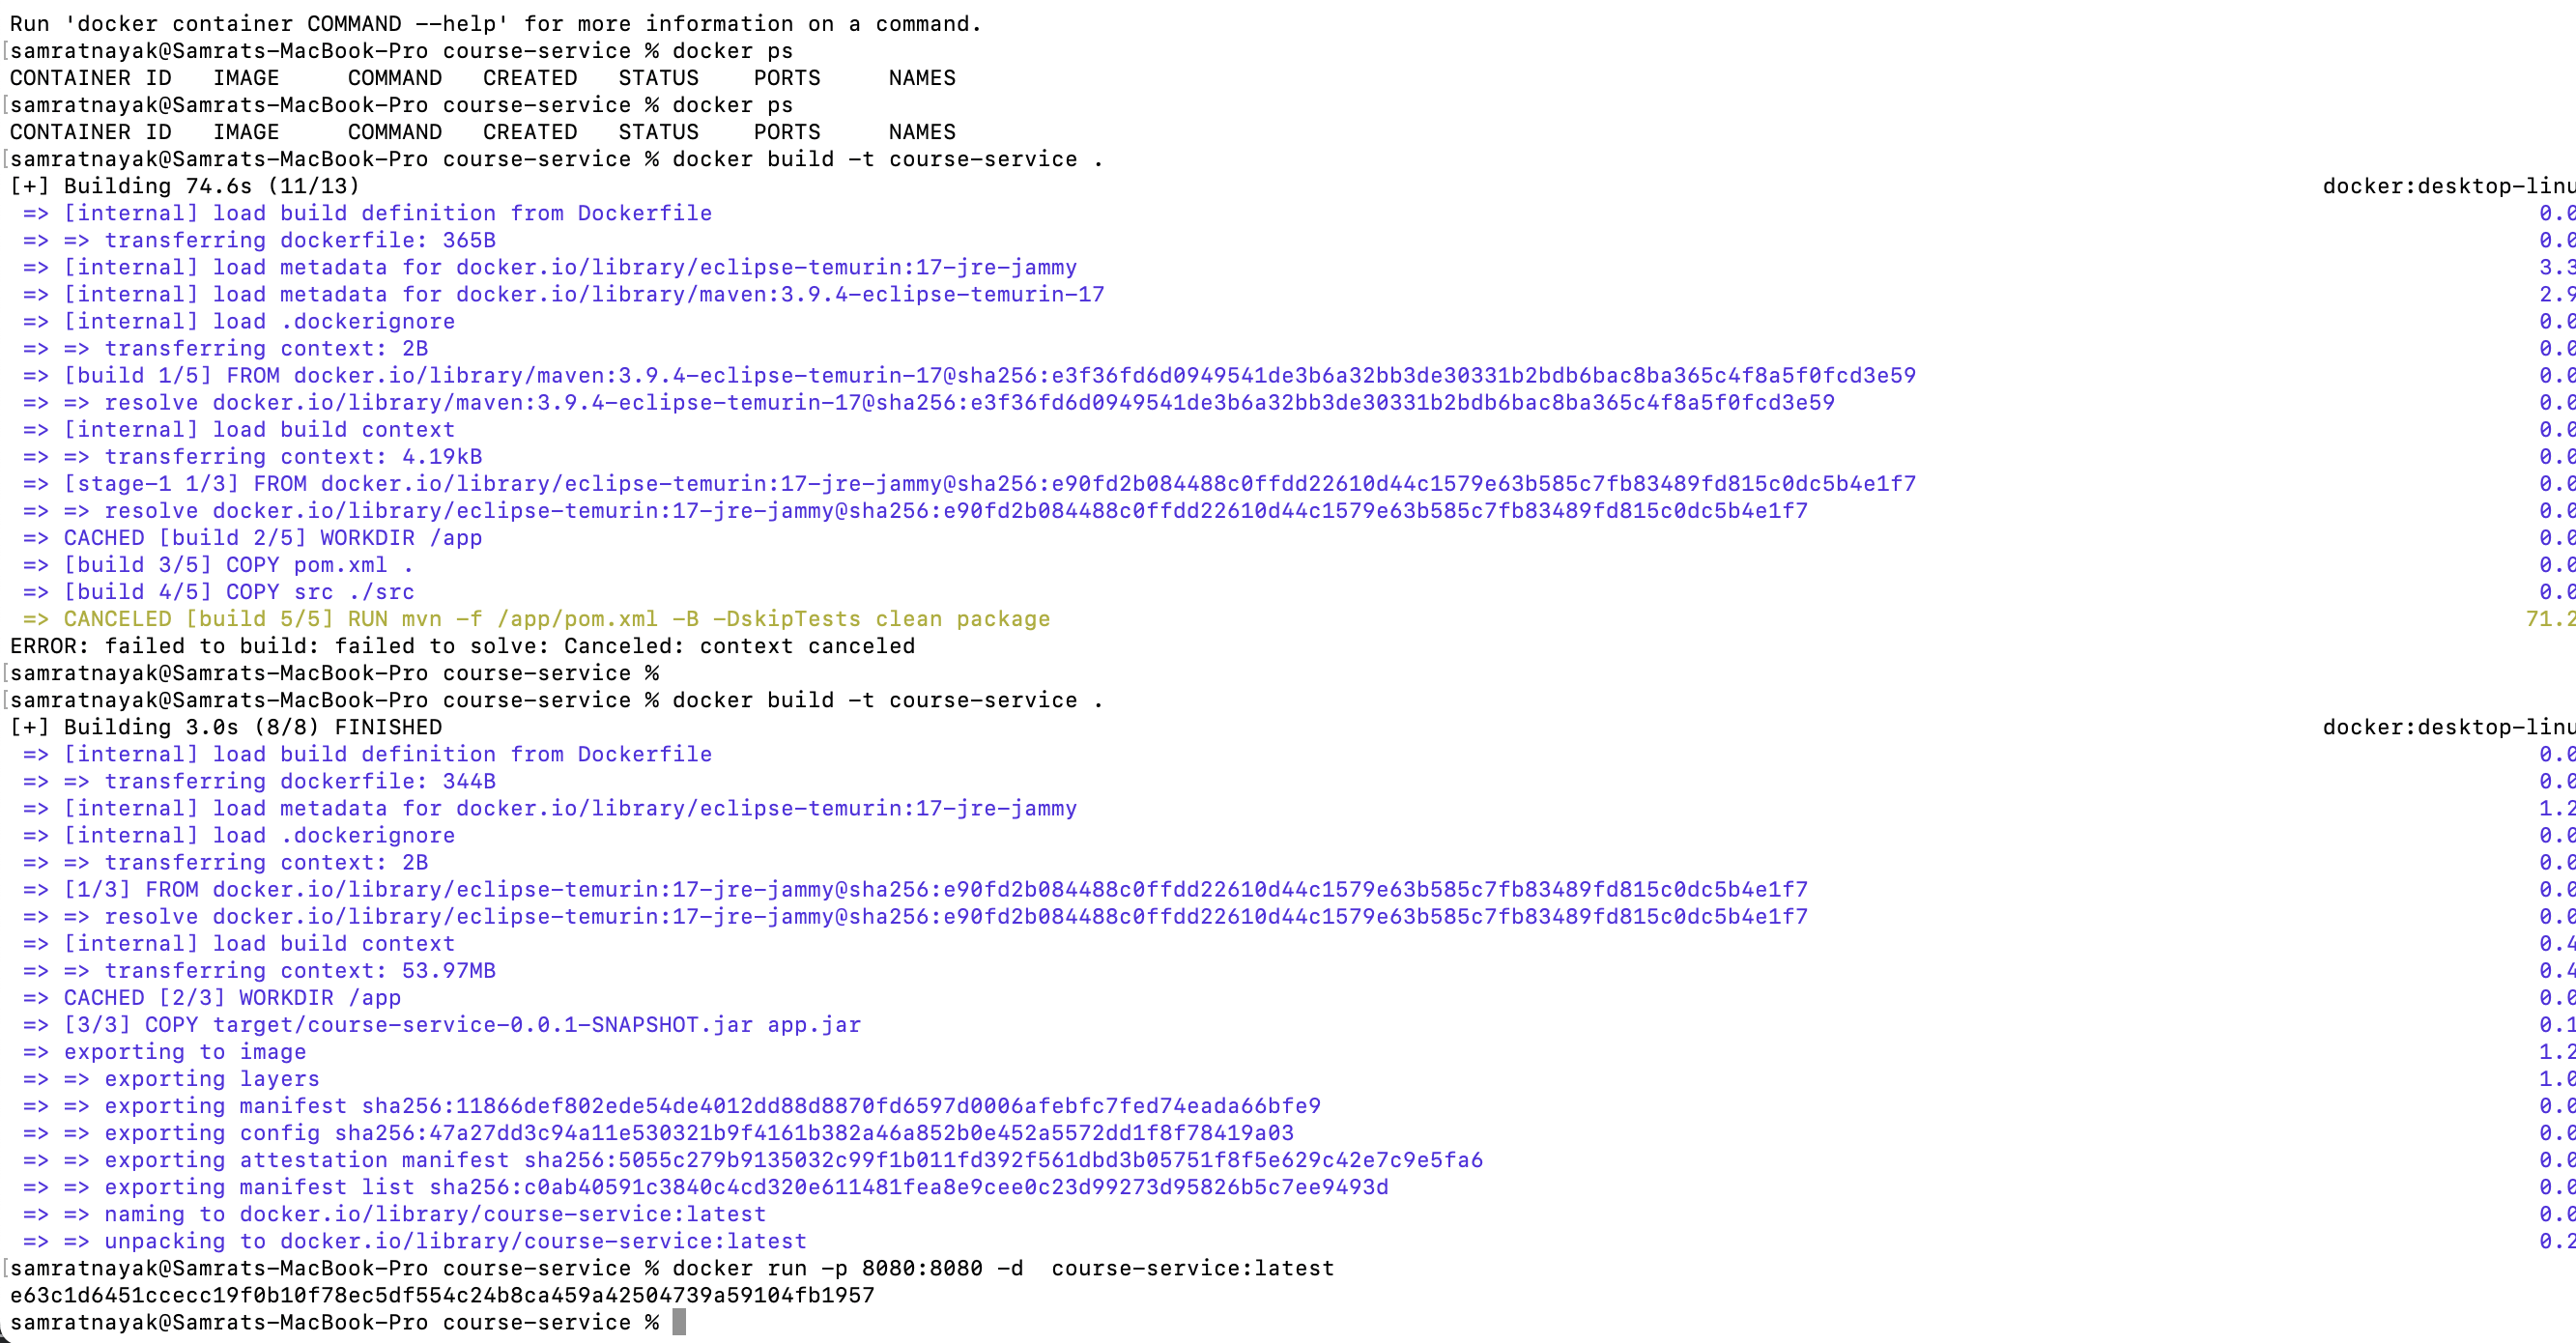 Run 'docker container COMMAND --help' for more information on a command.
[samratnayak@Samrats-MacBook-Pro course-service % docker ps
CONTAINER ID   IMAGE     COMMAND   CREATED   STATUS    PORTS     NAMES
[samratnayak@Samrats-MacBook-Pro course-service % docker ps
CONTAINER ID   IMAGE     COMMAND   CREATED   STATUS    PORTS     NAMES
[samratnayak@Samrats-MacBook-Pro course-service % docker build -t course-service .
[+] Building 74.6s (11/13) docker:desktop-linu
=> [internal] load build definition from Dockerfile 0.0
=> => transferring dockerfile: 365B 0.0
=> [internal] load metadata for docker.io/library/eclipse-temurin:17-jre-jammy 3.3
=> [internal] load metadata for docker.io/library/maven:3.9.4-eclipse-temurin-17 2.9
=> [internal] load .dockerignore 0.0
=> => transferring context: 2B 0.0
=> [build 1/5] FROM docker.io/library/maven:3.9.4-eclipse-temurin-17@sha256:e3f36fd6d0949541de3b6a32bb3de30331b2bdb6bac8ba365c4f8a5f0fcd3e59 0.0
=> => resolve docker.io/library/maven:3.9.4-eclipse-temurin-17@sha256:e3f36fd6d0949541de3b6a32bb3de30331b2bdb6bac8ba365c4f8a5f0fcd3e59 0.0
=> [internal] load build context 0.0
=> => transferring context: 4.19kB 0.0
=> [stage-1 1/3] FROM docker.io/library/eclipse-temurin:17-jre-jammy@sha256:e90fd2b084488c0ffdd22610d44c1579e63b585c7fb83489fd815c0dc5b4e1f7 0.0
=> => resolve docker.io/library/eclipse-temurin:17-jre-jammy@sha256:e90fd2b084488c0ffdd22610d44c1579e63b585c7fb83489fd815c0dc5b4e1f7 0.0
=> CACHED [build 2/5] WORKDIR /app 0.0
=> [build 3/5] COPY pom.xml . 0.0
=> [build 4/5] COPY src ./src 0.0
=> CANCELED [build 5/5] RUN mvn -f /app/pom.xml -B -DskipTests clean package 71.2
ERROR: failed to build: failed to solve: Canceled: context canceled
[samratnayak@Samrats-MacBook-Pro course-service %
[samratnayak@Samrats-MacBook-Pro course-service % docker build -t course-service .
[+] Building 3.0s (8/8) FINISHED docker:desktop-linu
=> [internal] load build definition from Dockerfile 0.0
=> => transferring dockerfile: 344B 0.0
=> [internal] load metadata for docker.io/library/eclipse-temurin:17-jre-jammy 1.2
=> [internal] load .dockerignore 0.0
=> => transferring context: 2B 0.0
=> [1/3] FROM docker.io/library/eclipse-temurin:17-jre-jammy@sha256:e90fd2b084488c0ffdd22610d44c1579e63b585c7fb83489fd815c0dc5b4e1f7 0.0
=> => resolve docker.io/library/eclipse-temurin:17-jre-jammy@sha256:e90fd2b084488c0ffdd22610d44c1579e63b585c7fb83489fd815c0dc5b4e1f7 0.0
=> [internal] load build context 0.4
=> => transferring context: 53.97MB 0.4
=> CACHED [2/3] WORKDIR /app 0.0
=> [3/3] COPY target/course-service-0.0.1-SNAPSHOT.jar app.jar 0.1
=> exporting to image 1.2
=> => exporting layers 1.0
=> => exporting manifest sha256:11866def802ede54de4012dd88d8870fd6597d0006afebfc7fed74eada66bfe9 0.0
=> => exporting config sha256:47a27dd3c94a11e530321b9f4161b382a46a852b0e452a5572dd1f8f78419a03 0.0
=> => exporting attestation manifest sha256:5055c279b9135032c99f1b011fd392f561dbd3b05751f8f5e629c42e7c9e5fa6 0.0
=> => exporting manifest list sha256:c0ab40591c3840c4cd320e611481fea8e9cee0c23d99273d95826b5c7ee9493d 0.0
=> => naming to docker.io/library/course-service:latest 0.0
=> => unpacking to docker.io/library/course-service:latest 0.2
[samratnayak@Samrats-MacBook-Pro course-service % docker run -p 8080:8080 -d  course-service:latest
e63c1d6451ccecc19f0b10f78ec5df554c24b8ca459a42504739a59104fb1957
samratnayak@Samrats-MacBook-Pro course-service %